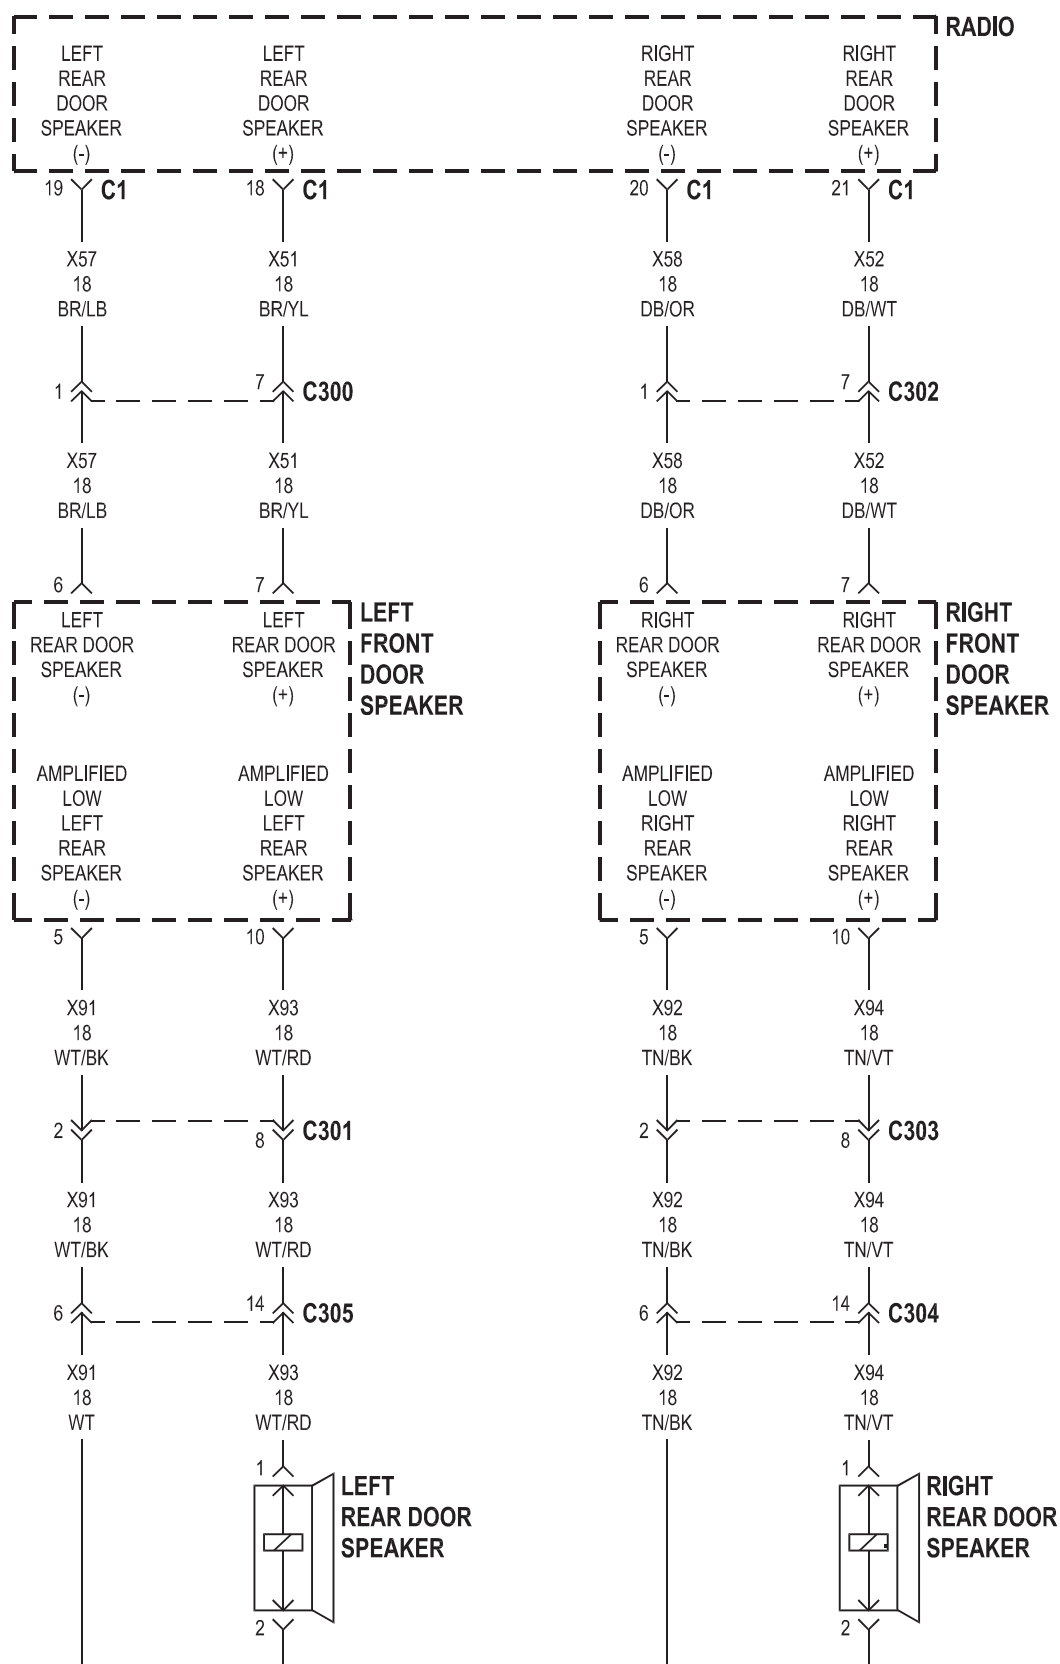 RADIO
LEFT REAR DOOR SPEAKER (-)
LEFT REAR DOOR SPEAKER (+)
RIGHT REAR DOOR SPEAKER (-)
RIGHT REAR DOOR SPEAKER (+)
19 C1 18 C1 20 C1 21 C1
X57 X51 X58 X52
18 18 18 18
BR/LB BR/YL DB/OR DB/WT
1 7 C300 1 7 C302
X57 X51 X58 X52
18 18 18 18
BR/LB BR/YL DB/OR DB/WT
6 7 6 7
LEFT REAR DOOR SPEAKER (-)
LEFT REAR DOOR SPEAKER (+)
LEFT FRONT DOOR SPEAKER
RIGHT REAR DOOR SPEAKER (-)
RIGHT REAR DOOR SPEAKER (+)
RIGHT FRONT DOOR SPEAKER
AMPLIFIED LOW LEFT REAR SPEAKER (-)
AMPLIFIED LOW LEFT REAR SPEAKER (+)
AMPLIFIED LOW RIGHT REAR SPEAKER (-)
AMPLIFIED LOW RIGHT REAR SPEAKER (+)
5 10 5 10
X91 X93 X92 X94
18 18 18 18
WT/BK WT/RD TN/BK TN/VT
2 8 C301 2 8 C303
X91 X93 X92 X94
18 18 18 18
WT/BK WT/RD TN/BK TN/VT
6 14 C305 6 14 C304
X91 X93 X92 X94
18 18 18 18
WT WT/RD TN/BK TN/VT
1 1
LEFT REAR DOOR SPEAKER
RIGHT REAR DOOR SPEAKER
2 2